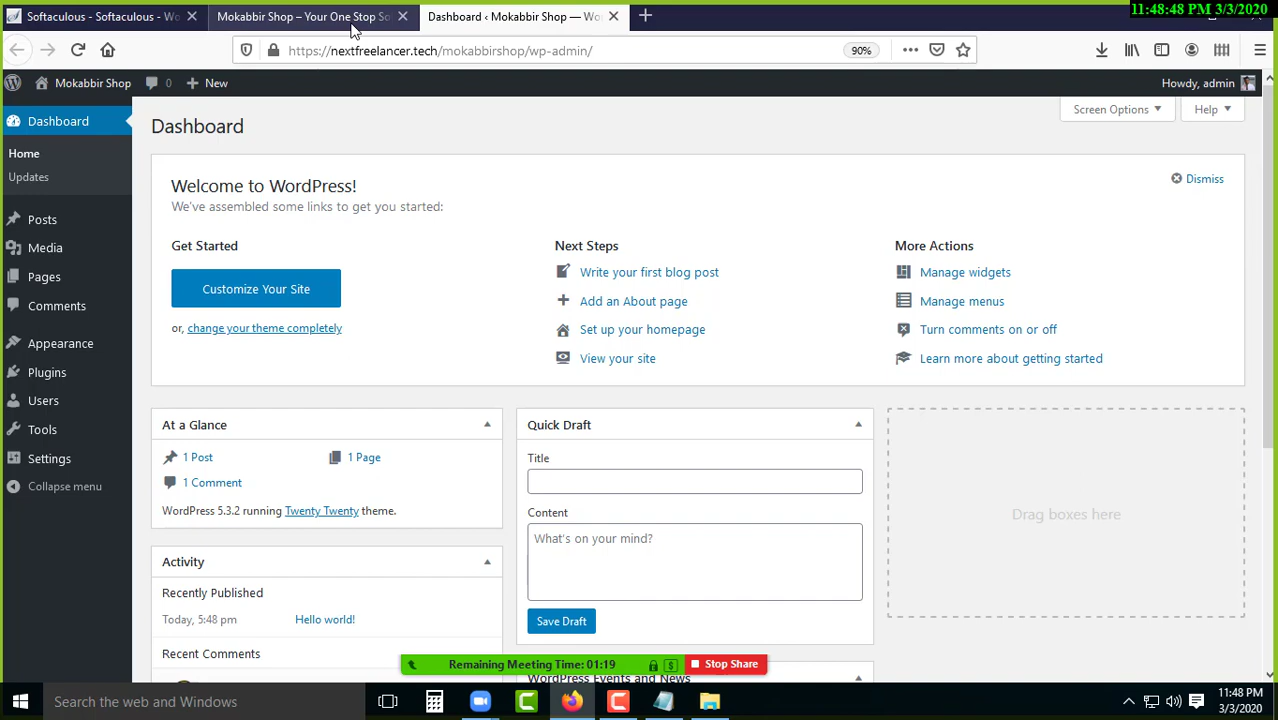 11:48:48 PM 3/3/2020
Softaculous - Softaculous - W
Mokabbir Shop – Your One Stop So
Dashboard ‹ Mokabbir Shop — Wo
https://nextfreelancer.tech/mokabbirshop/wp-admin/
90%
Mokabbir Shop
0
New
Howdy, admin
Dashboard
Home
Updates
Posts
Media
Pages
Comments
Appearance
Plugins
Users
Tools
Settings
Collapse menu
Dashboard
Screen Options
Help
Welcome to WordPress!
Dismiss
We've assembled some links to get you started:
Get Started
Customize Your Site
or, change your theme completely
Next Steps
Write your first blog post
Add an About page
Set up your homepage
View your site
More Actions
Manage widgets
Manage menus
Turn comments on or off
Learn more about getting started
At a Glance
1 Post
1 Page
1 Comment
WordPress 5.3.2 running Twenty Twenty theme.
Activity
Recently Published
Today, 5:48 pm
Hello world!
Recent Comments
Quick Draft
Title
Content
What's on your mind?
Save Draft
WordPress Events and News
Drag boxes here
Remaining Meeting Time: 01:19
Stop Share
Search the web and Windows
11:48 PM
3/3/2020